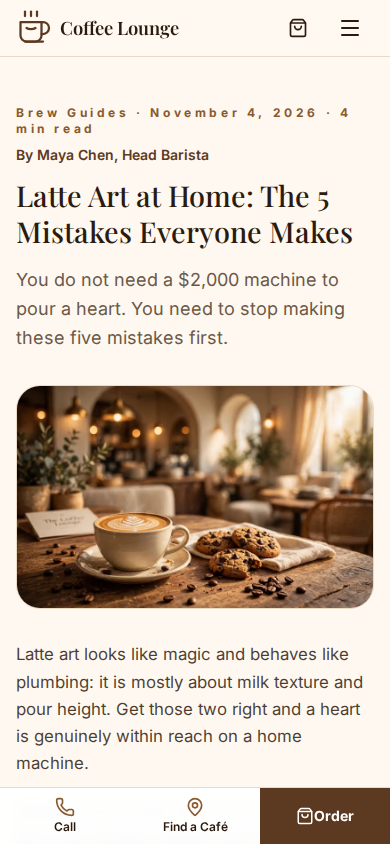 Coffee Lounge
Brew Guides · November 4, 2026 · 4
min read
By Maya Chen, Head Barista
Latte Art at Home: The 5
Mistakes Everyone Makes
You do not need a $2,000 machine to
pour a heart. You need to stop making
these five mistakes first.
The Coffee
Lounge
Latte art looks like magic and behaves like
plumbing: it is mostly about milk texture and
pour height. Get those two right and a heart
is genuinely within reach on a home
machine.
Call
Find a Café
Order